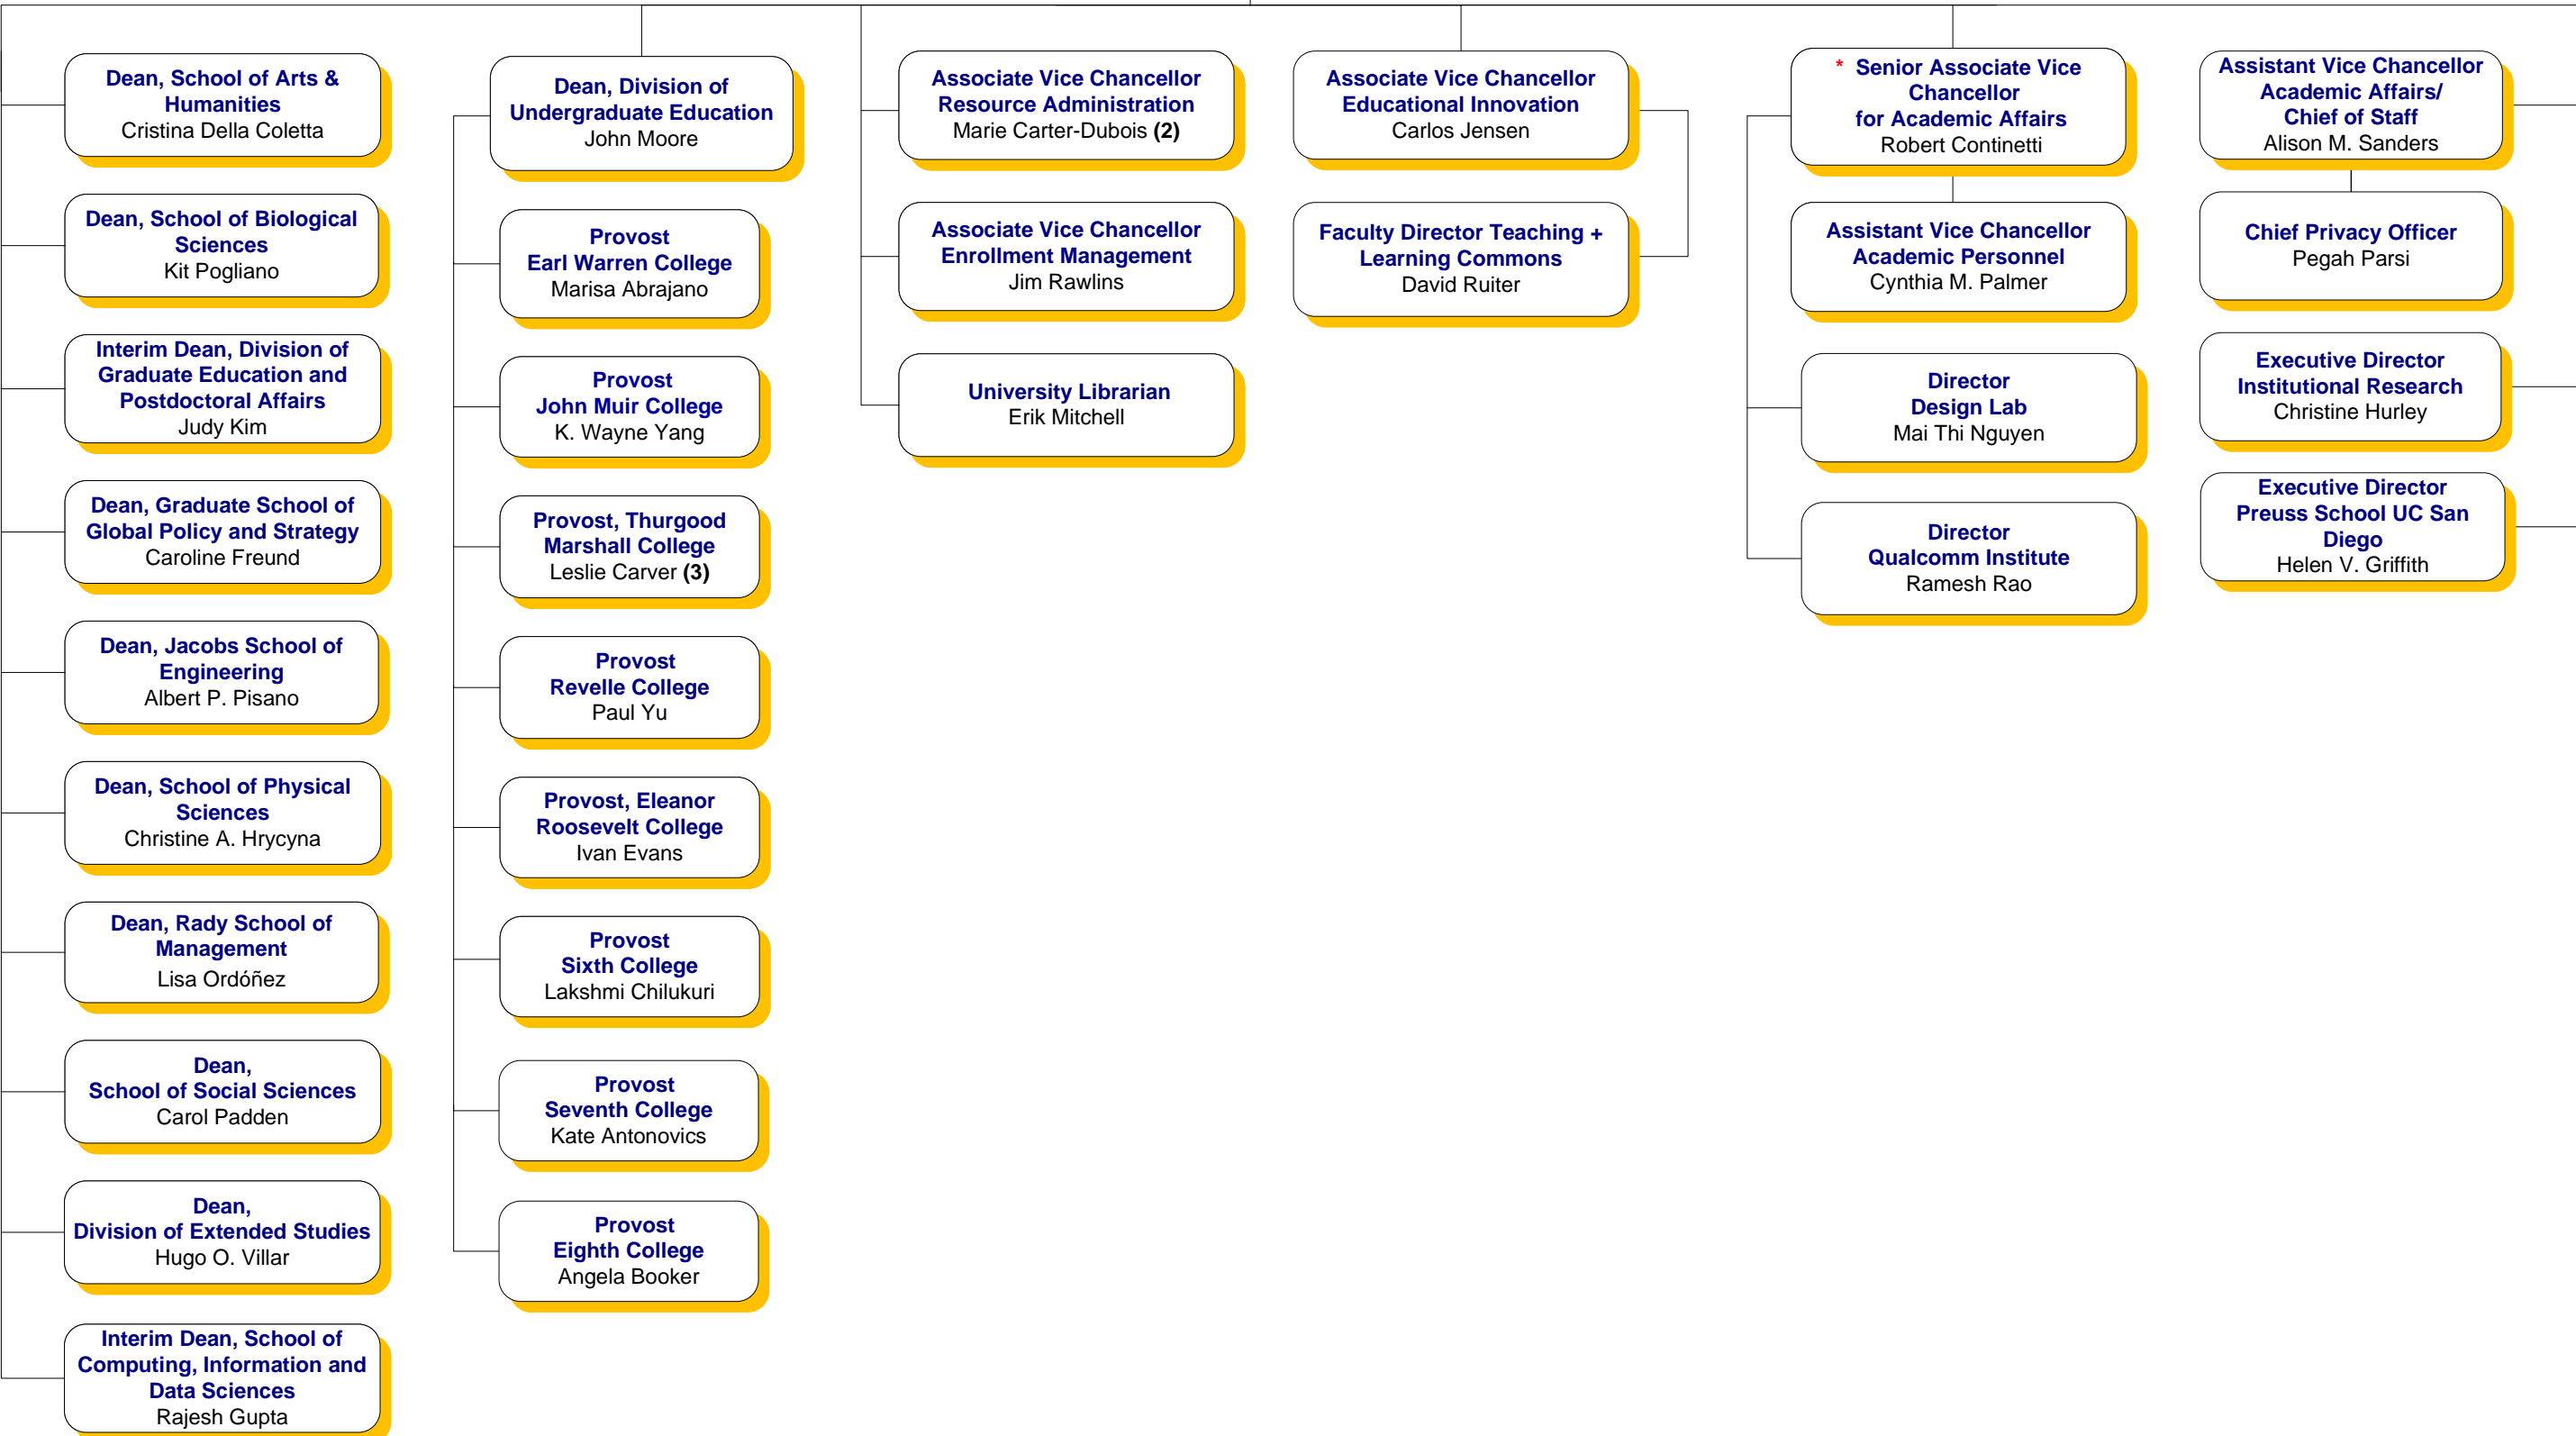 Dean, School of Arts &
Humanities
Cristina Della Coletta
Dean, School of Biological
Sciences
Kit Pogliano
Interim Dean, Division of
Graduate Education and
Postdoctoral Affairs
Judy Kim
Dean, Graduate School of
Global Policy and Strategy
Caroline Freund
Dean, Jacobs School of
Engineering
Albert P. Pisano
Dean, School of Physical
Sciences
Christine A. Hrycyna
Dean, Rady School of
Management
Lisa Ordóñez
Dean,
School of Social Sciences
Carol Padden
Dean,
Division of Extended Studies
Hugo O. Villar
Interim Dean, School of
Computing, Information and
Data Sciences
Rajesh Gupta
Dean, Division of
Undergraduate Education
John Moore
Provost
Earl Warren College
Marisa Abrajano
Provost
John Muir College
K. Wayne Yang
Provost, Thurgood
Marshall College
Leslie Carver (3)
Provost
Revelle College
Paul Yu
Provost, Eleanor
Roosevelt College
Ivan Evans
Provost
Sixth College
Lakshmi Chilukuri
Provost
Seventh College
Kate Antonovics
Provost
Eighth College
Angela Booker
Associate Vice Chancellor
Resource Administration
Marie Carter-Dubois (2)
Associate Vice Chancellor
Enrollment Management
Jim Rawlins
University Librarian
Erik Mitchell
Associate Vice Chancellor
Educational Innovation
Carlos Jensen
Faculty Director Teaching +
Learning Commons
David Ruiter
* Senior Associate Vice
Chancellor
for Academic Affairs
Robert Continetti
Assistant Vice Chancellor
Academic Personnel
Cynthia M. Palmer
Director
Design Lab
Mai Thi Nguyen
Director
Qualcomm Institute
Ramesh Rao
Assistant Vice Chancellor
Academic Affairs/
Chief of Staff
Alison M. Sanders
Chief Privacy Officer
Pegah Parsi
Executive Director
Institutional Research
Christine Hurley
Executive Director
Preuss School UC San
Diego
Helen V. Griffith